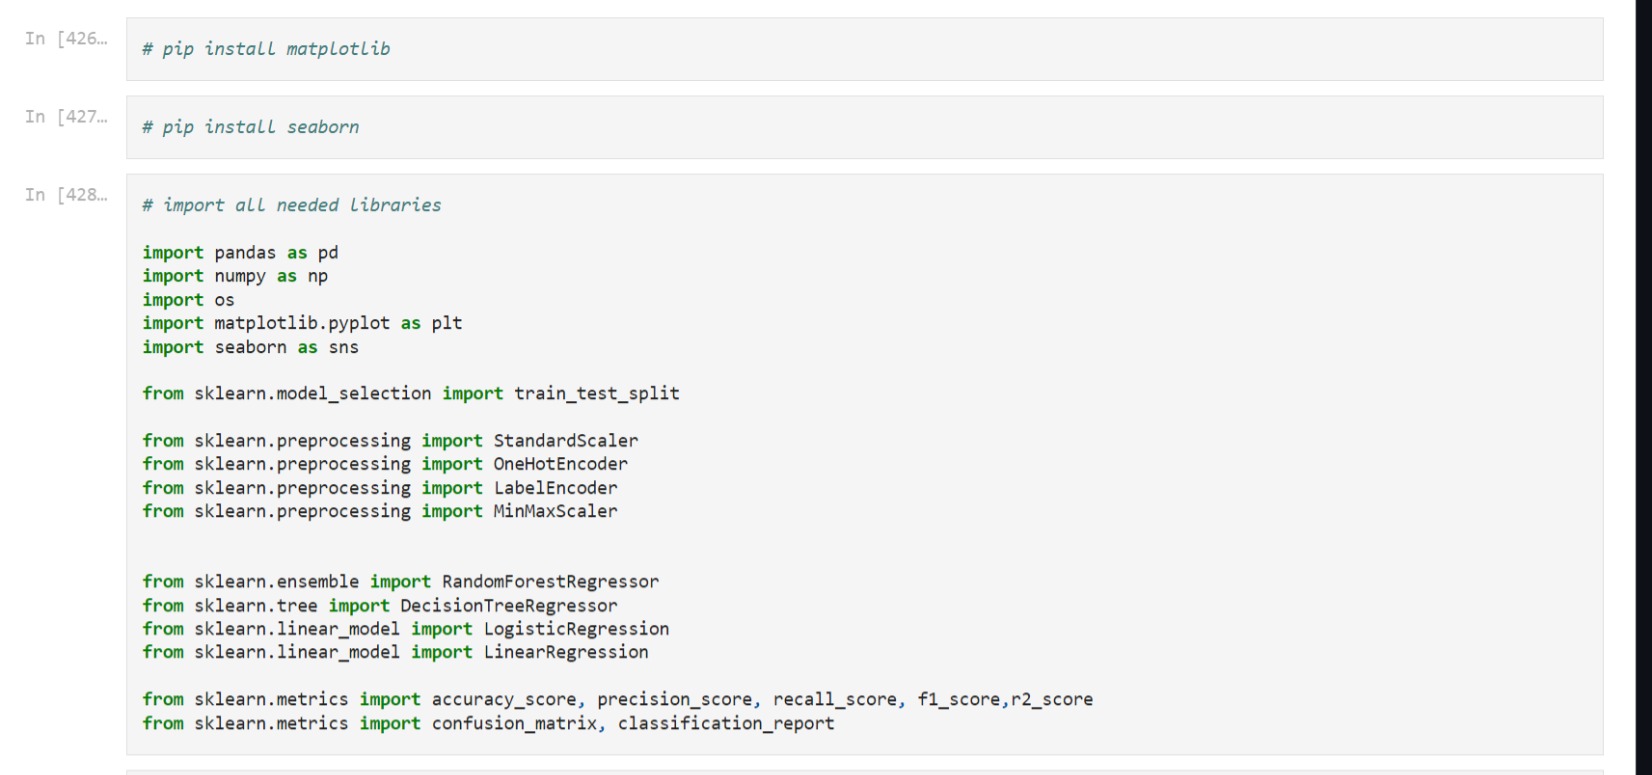 In [426…
# pip install matplotlib
In [427…
# pip install seaborn
In [428…
# import all needed libraries
import pandas as pd
import numpy as np
import os
import matplotlib.pyplot as plt
import seaborn as sns
from sklearn.model_selection import train_test_split
from sklearn.preprocessing import StandardScaler
from sklearn.preprocessing import OneHotEncoder
from sklearn.preprocessing import LabelEncoder
from sklearn.preprocessing import MinMaxScaler
from sklearn.ensemble import RandomForestRegressor
from sklearn.tree import DecisionTreeRegressor
from sklearn.linear_model import LogisticRegression
from sklearn.linear_model import LinearRegression
from sklearn.metrics import accuracy_score, precision_score, recall_score, f1_score,r2_score
from sklearn.metrics import confusion_matrix, classification_report